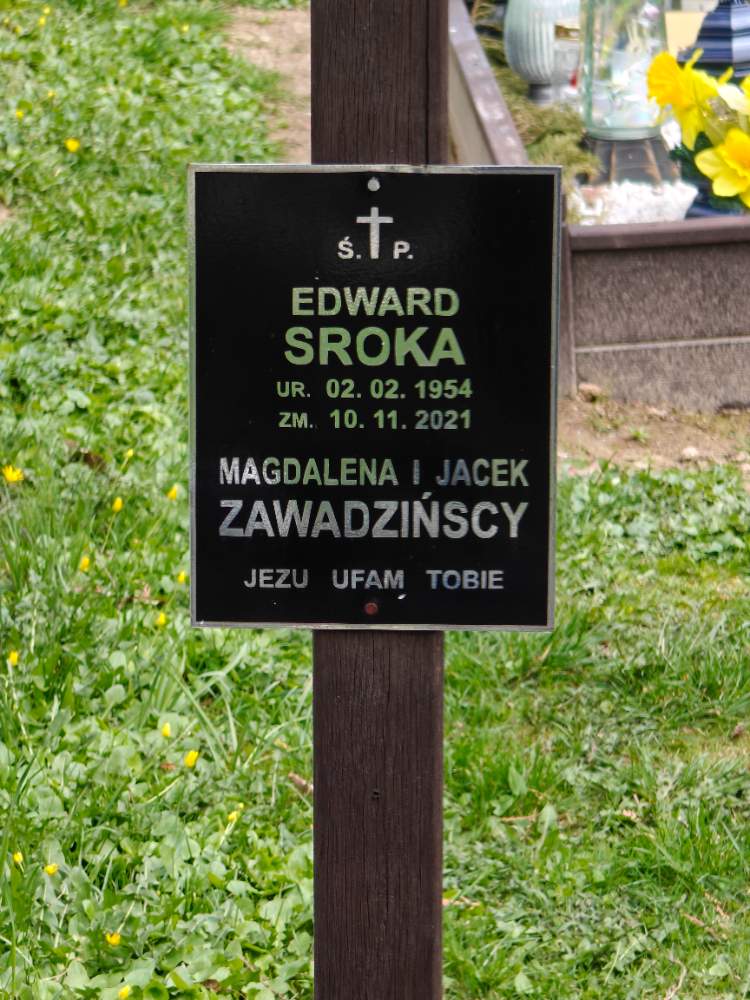 Ś. P.
EDWARD
SROKA
UR. 02. 02. 1954
ZM. 10. 11. 2021
MAGDALENA I JACEK
ZAWADZIŃSCY
JEZU UFAM TOBIE